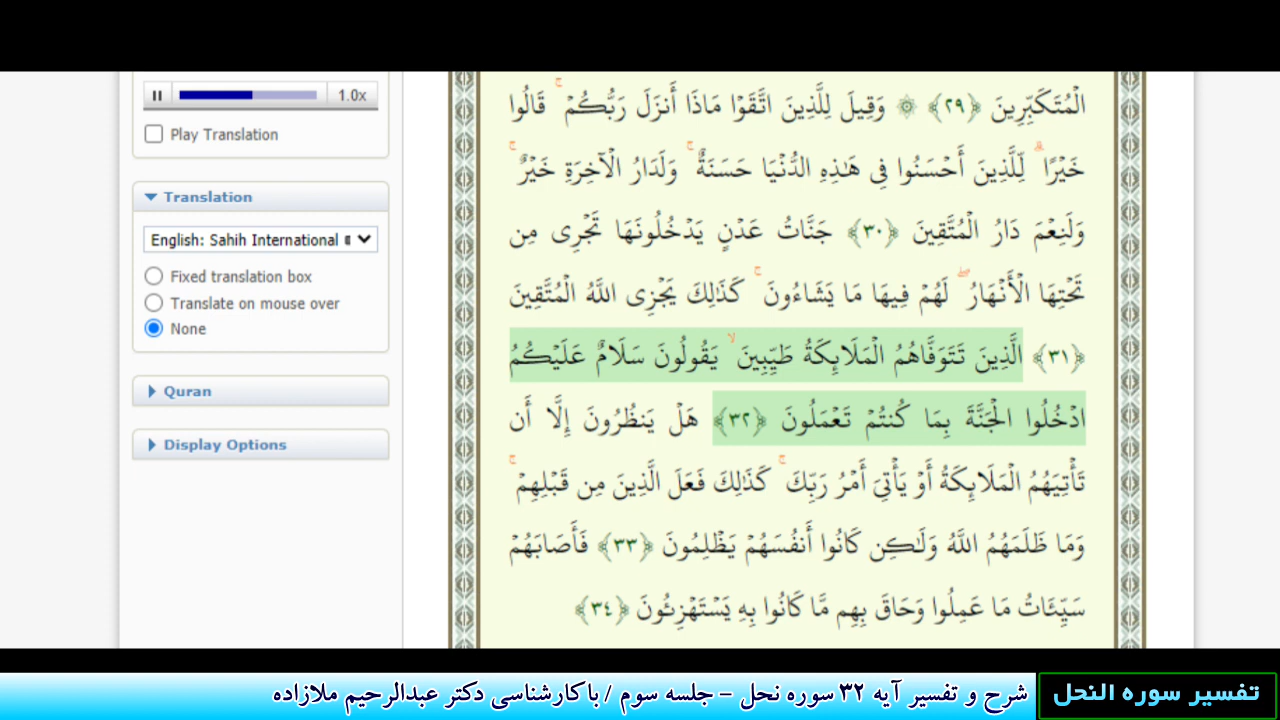 1.0x
Play Translation
Translation
English: Sahih International
Fixed translation box
Translate on mouse over
None
Quran
Display Options
الْمُتَكَبِّرِينَ ﴿٢٩﴾ ۞ وَقِيلَ لِلَّذِينَ اتَّقَوْا مَاذَا أَنزَلَ رَبُّكُمْ ۚ قَالُوا
خَيْرًا ۗ لِّلَّذِينَ أَحْسَنُوا فِي هَـٰذِهِ الدُّنْيَا حَسَنَةٌ ۚ وَلَدَارُ الْآخِرَةِ خَيْرٌ ۚ
وَلَنِعْمَ دَارُ الْمُتَّقِينَ ﴿٣٠﴾ جَنَّاتُ عَدْنٍ يَدْخُلُونَهَا تَجْرِي مِن
تَحْتِهَا الْأَنْهَارُ ۖ لَهُمْ فِيهَا مَا يَشَاءُونَ ۚ كَذَٰلِكَ يَجْزِي اللَّهُ الْمُتَّقِينَ
﴿٣١﴾ الَّذِينَ تَتَوَفَّاهُمُ الْمَلَائِكَةُ طَيِّبِينَ ۙ يَقُولُونَ سَلَامٌ عَلَيْكُمُ
ادْخُلُوا الْجَنَّةَ بِمَا كُنتُمْ تَعْمَلُونَ ﴿٣٢﴾ هَلْ يَنظُرُونَ إِلَّا أَن
تَأْتِيَهُمُ الْمَلَائِكَةُ أَوْ يَأْتِيَ أَمْرُ رَبِّكَ ۚ كَذَٰلِكَ فَعَلَ الَّذِينَ مِن قَبْلِهِمْ ۚ
وَمَا ظَلَمَهُمُ اللَّهُ وَلَـٰكِن كَانُوا أَنفُسَهُمْ يَظْلِمُونَ ﴿٣٣﴾ فَأَصَابَهُمْ
سَيِّئَاتُ مَا عَمِلُوا وَحَاقَ بِهِم مَّا كَانُوا بِهِ يَسْتَهْزِئُونَ ﴿٣٤﴾
تفسیر سوره النحل
شرح و تفسیر آیه ۳۲ سوره نحل – جلسه سوم / باکارشناسی دکتر عبدالرحیم ملازاده